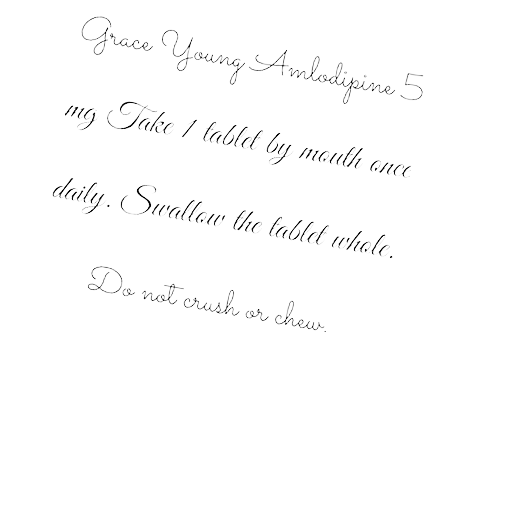 Grace Young Amlodipine 5
mg Take 1 tablet by mouth once
daily. Swallow the tablet whole.
Do not crush or chew.